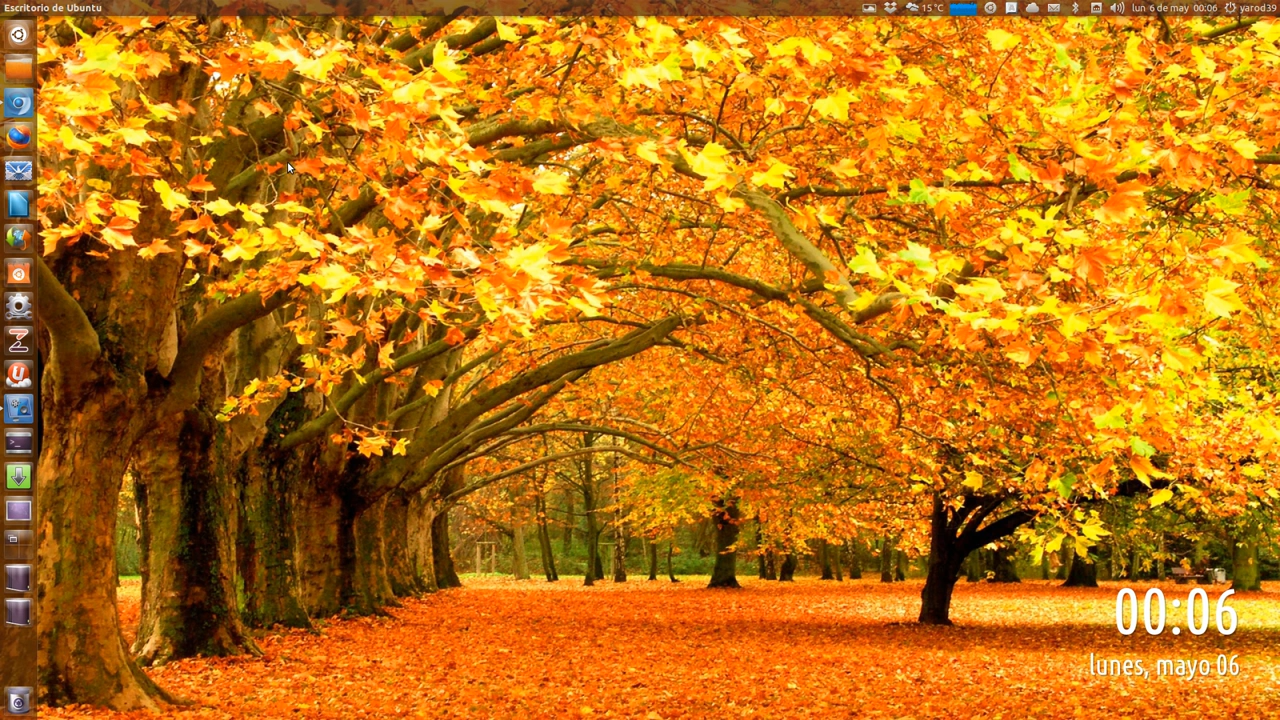 Escritorio de Ubuntu
15 °C
lun 6 de may 00:06
yarod39
00:06
lunes, mayo 06